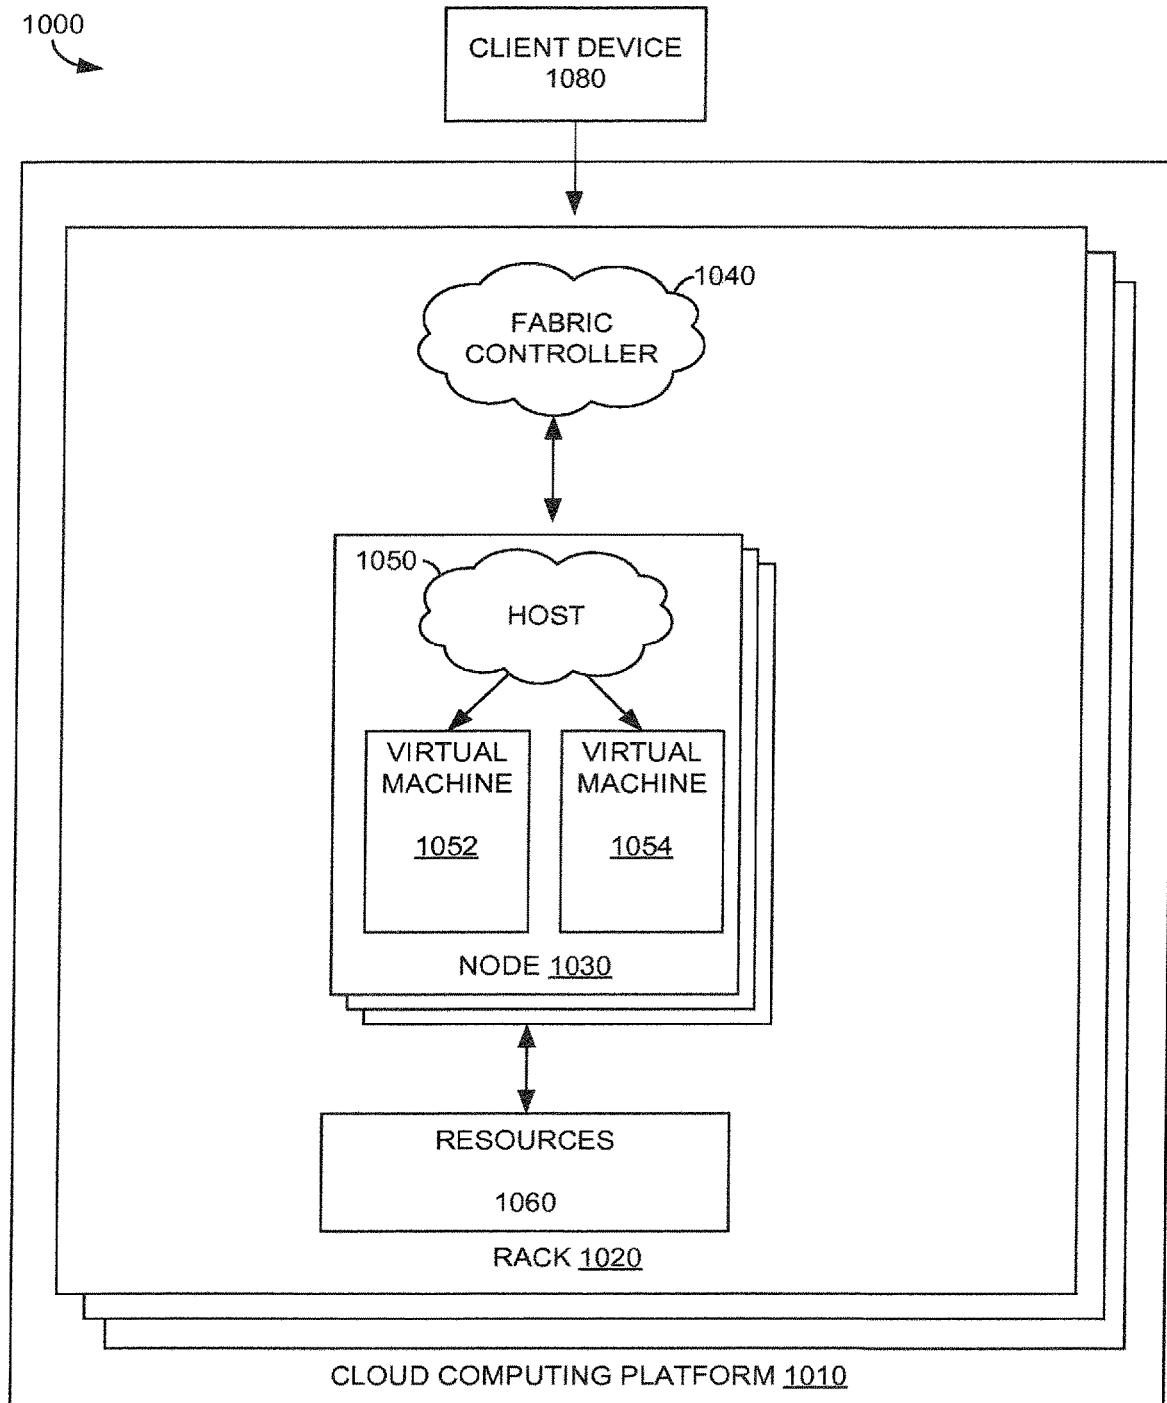 1000
CLIENT DEVICE
1080
1040
FABRIC
CONTROLLER
1050
HOST
VIRTUAL
MACHINE
1052
VIRTUAL
MACHINE
1054
NODE 1030
RESOURCES
1060
RACK 1020
CLOUD COMPUTING PLATFORM 1010